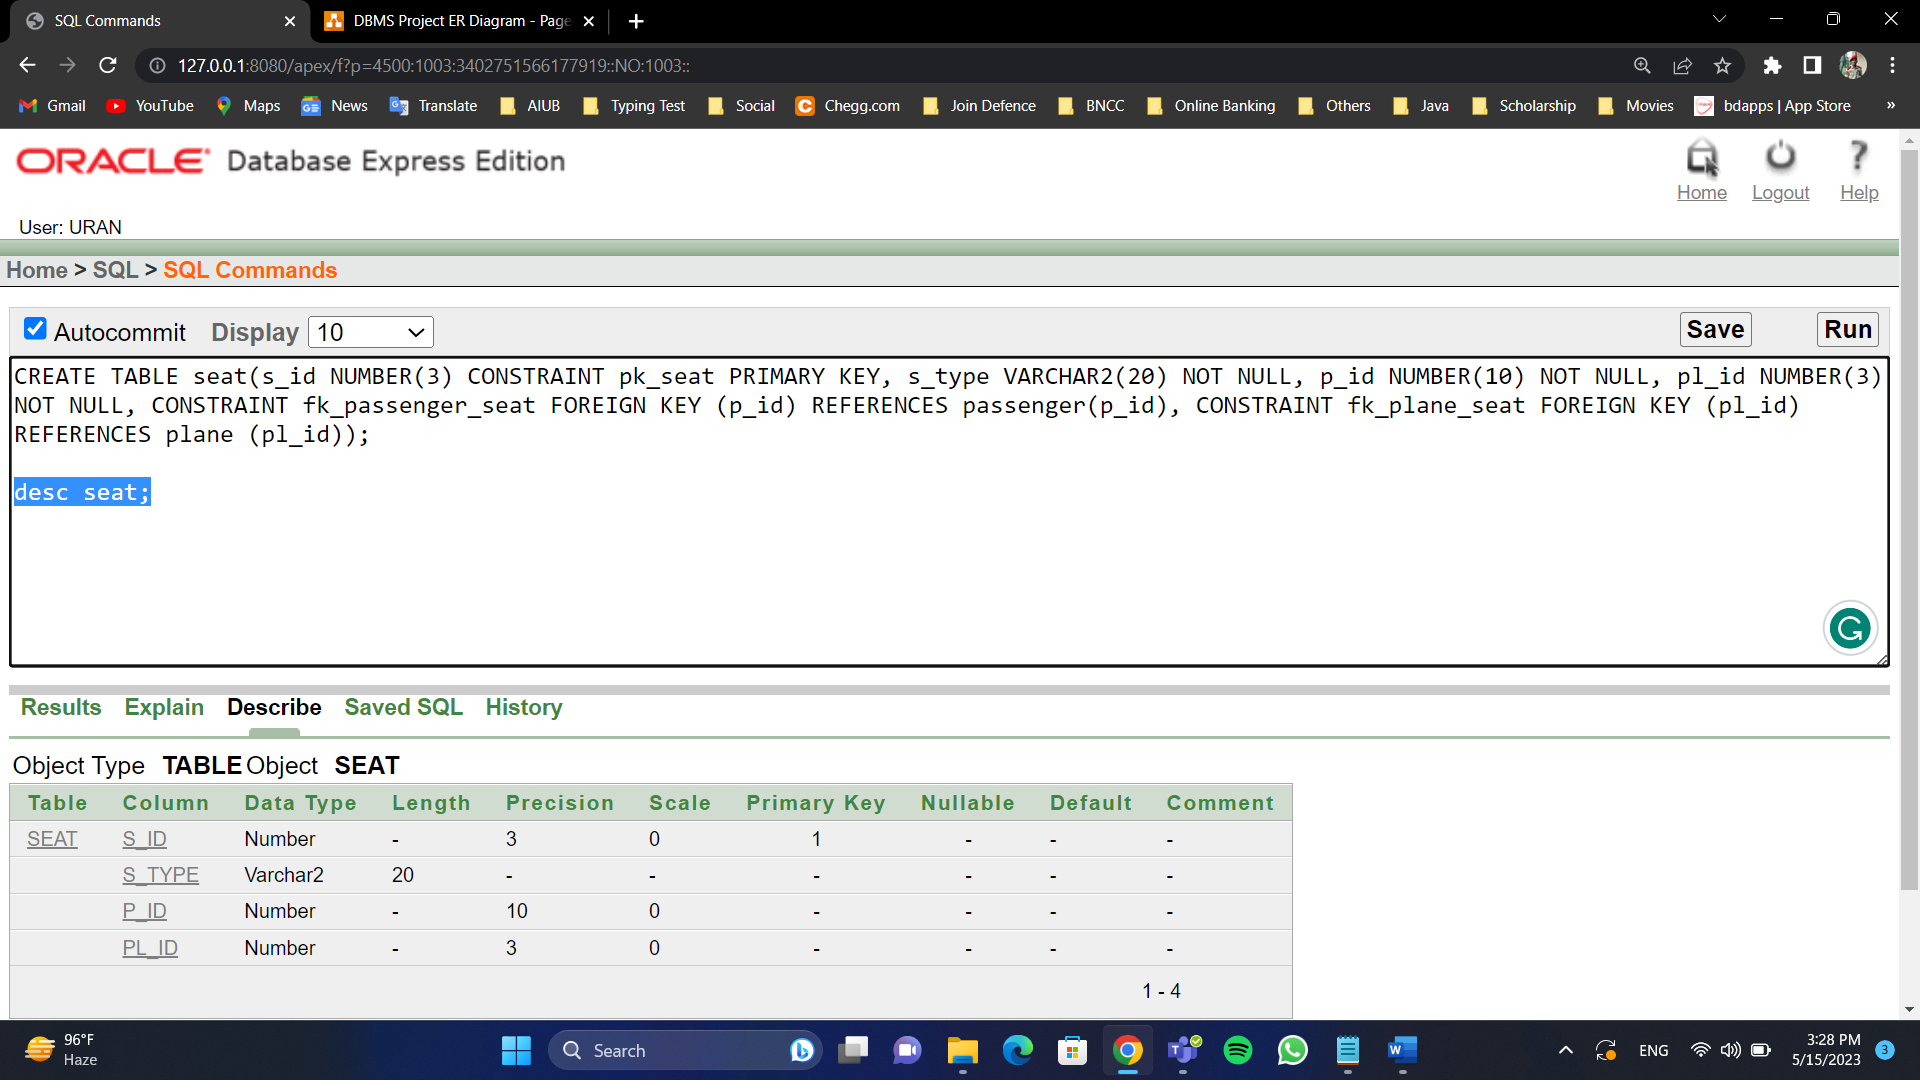 SQL Commands
DBMS Project ER Diagram - Page
127.0.0.1:8080/apex/f?p=4500:1003:3402751566177919::NO:1003::
Gmail YouTube Maps News Translate AIUB Typing Test Social Chegg.com Join Defence BNCC Online Banking Others Java Scholarship Movies bdapps | App Store »
ORACLE Database Express Edition
Home Logout Help
User: URAN
Home > SQL > SQL Commands
Autocommit Display 10 Save Run
CREATE TABLE seat(s_id NUMBER(3) CONSTRAINT pk_seat PRIMARY KEY, s_type VARCHAR2(20) NOT NULL, p_id NUMBER(10) NOT NULL, pl_id NUMBER(3)
NOT NULL, CONSTRAINT fk_passenger_seat FOREIGN KEY (p_id) REFERENCES passenger(p_id), CONSTRAINT fk_plane_seat FOREIGN KEY (pl_id)
REFERENCES plane (pl_id));
desc seat;
Results Explain Describe Saved SQL History
Object Type TABLE Object SEAT
Table Column Data Type Length Precision Scale Primary Key Nullable Default Comment
SEAT S_ID Number - 3 0 1 - - -
S_TYPE Varchar2 20 - - - - - -
P_ID Number - 10 0 - - - -
PL_ID Number - 3 0 - - - -
1 - 4
96°F
Haze
Search
ENG
3:28 PM
5/15/2023
3